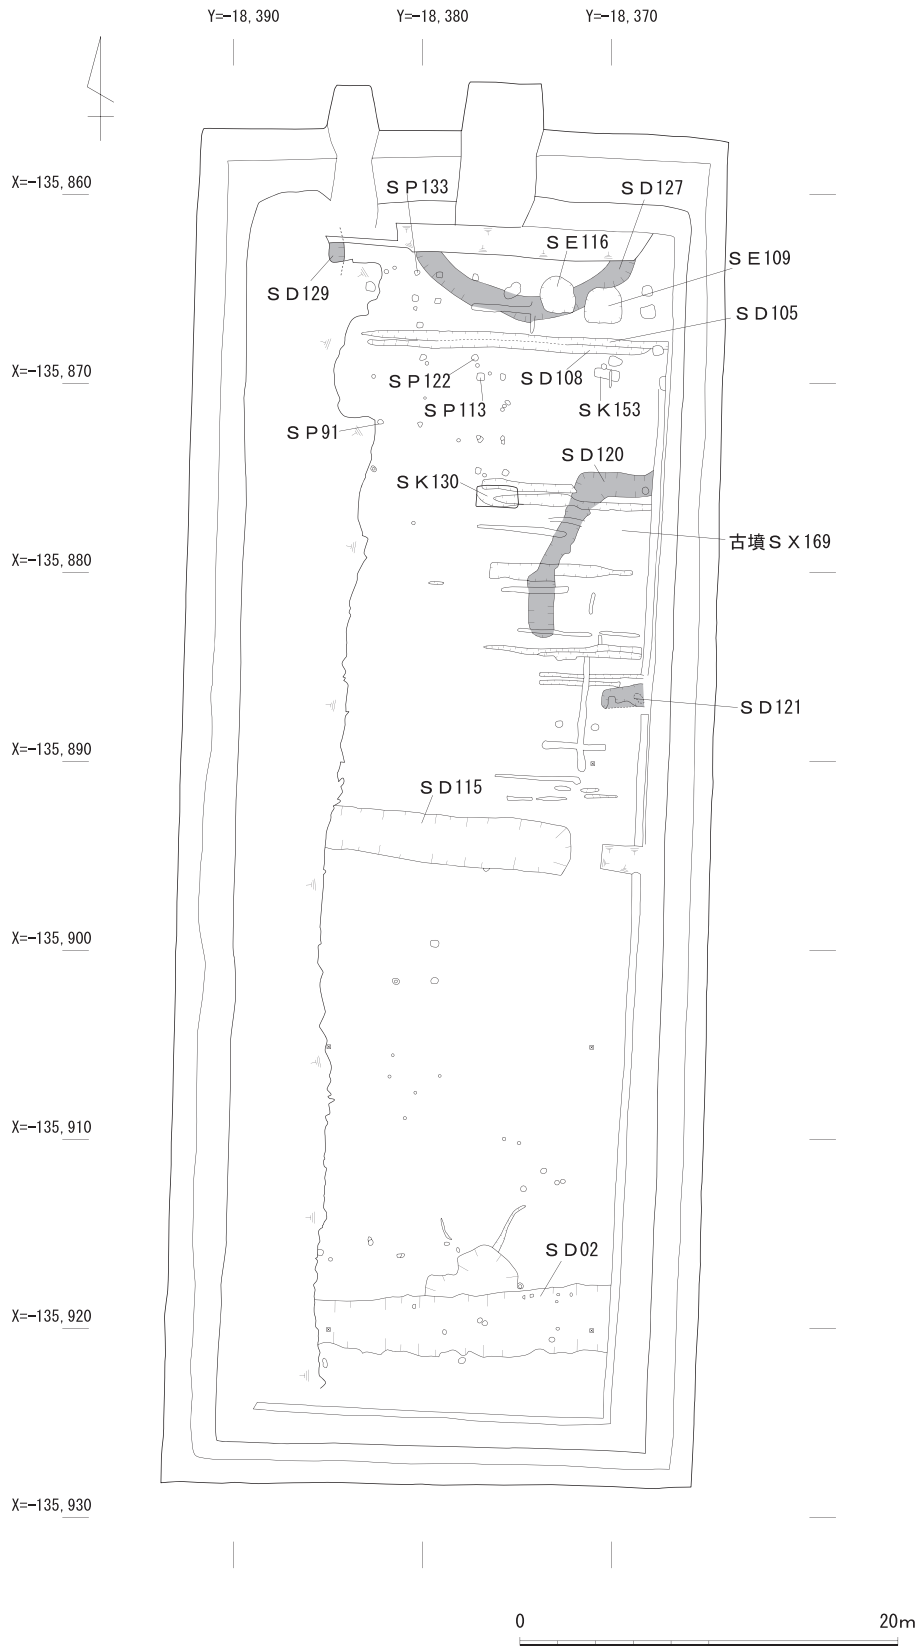 Y=-18,390
Y=-18,380
Y=-18,370
X=-135,860
SP133
SD127
SE116
SE109
SD129
SD105
X=-135,870
SP122
SD108
SP113
SK153
SP91
SD120
SK130
古墳SX169
X=-135,880
SD121
X=-135,890
SD115
X=-135,900
X=-135,910
SD02
X=-135,920
X=-135,930
0
20m